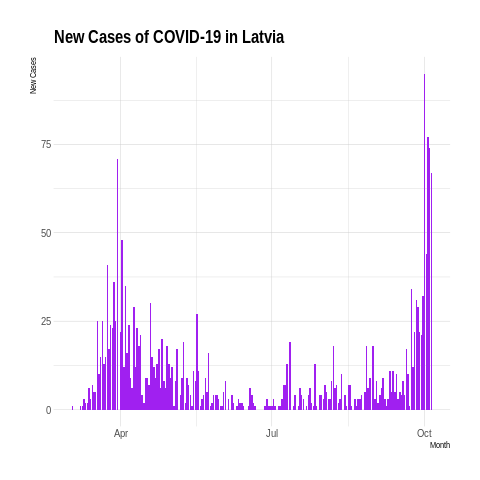 New Cases of COVID-19 in Latvia
New Cases
75
50
25
0
Apr
Jul
Oct
Month